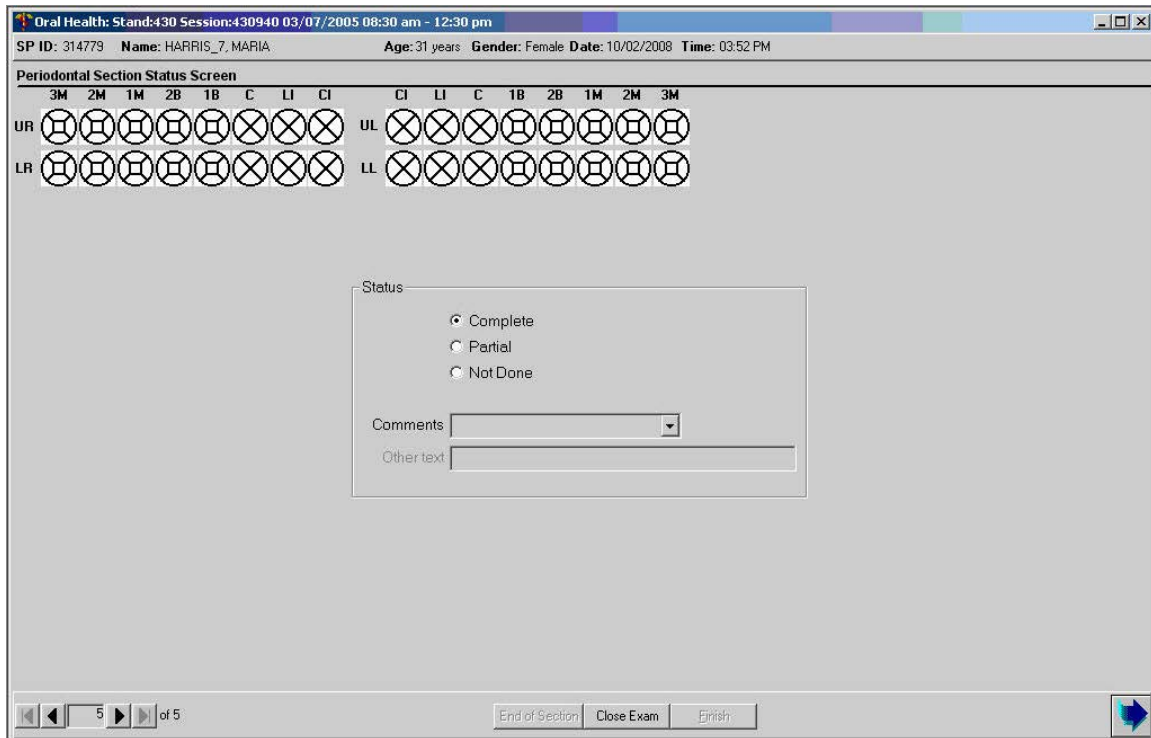 Oral Health: Stand:430 Session:430940 03/07/2005 08:30 am - 12:30 pm
SP ID: 314779 Name: HARRIS_7, MARIA Age: 31 years Gender: Female Date: 10/02/2008 Time: 03:52 PM
Periodontal Section Status Screen
3M 2M 1M 2B 1B C LI CI CI LI C 1B 2B 1M 2M 3M
UR UL
LR LL
Status
Complete
Partial
Not Done
Comments
Other text
5 of 5 End of Section Close Exam Finish